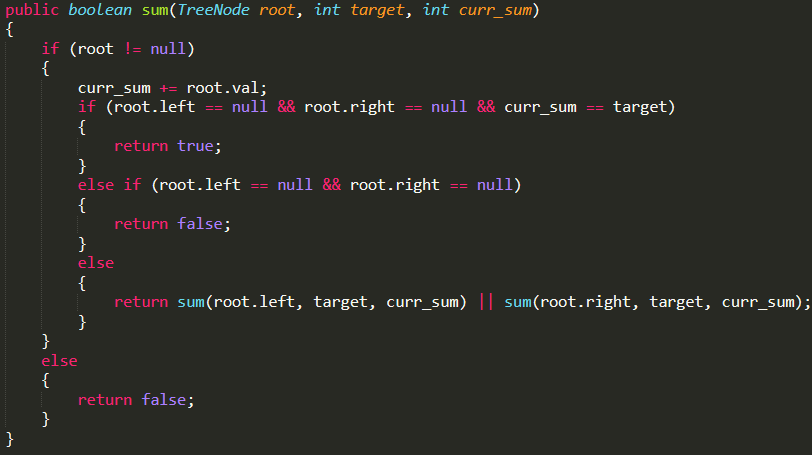 public boolean sum(TreeNode root, int target, int curr_sum)
{
    if (root != null)
    {
        curr_sum += root.val;
        if (root.left == null && root.right == null && curr_sum == target)
        {
            return true;
        }
        else if (root.left == null && root.right == null)
        {
            return false;
        }
        else
        {
            return sum(root.left, target, curr_sum) || sum(root.right, target, curr_sum);
        }
    }
    else
    {
        return false;
    }
}